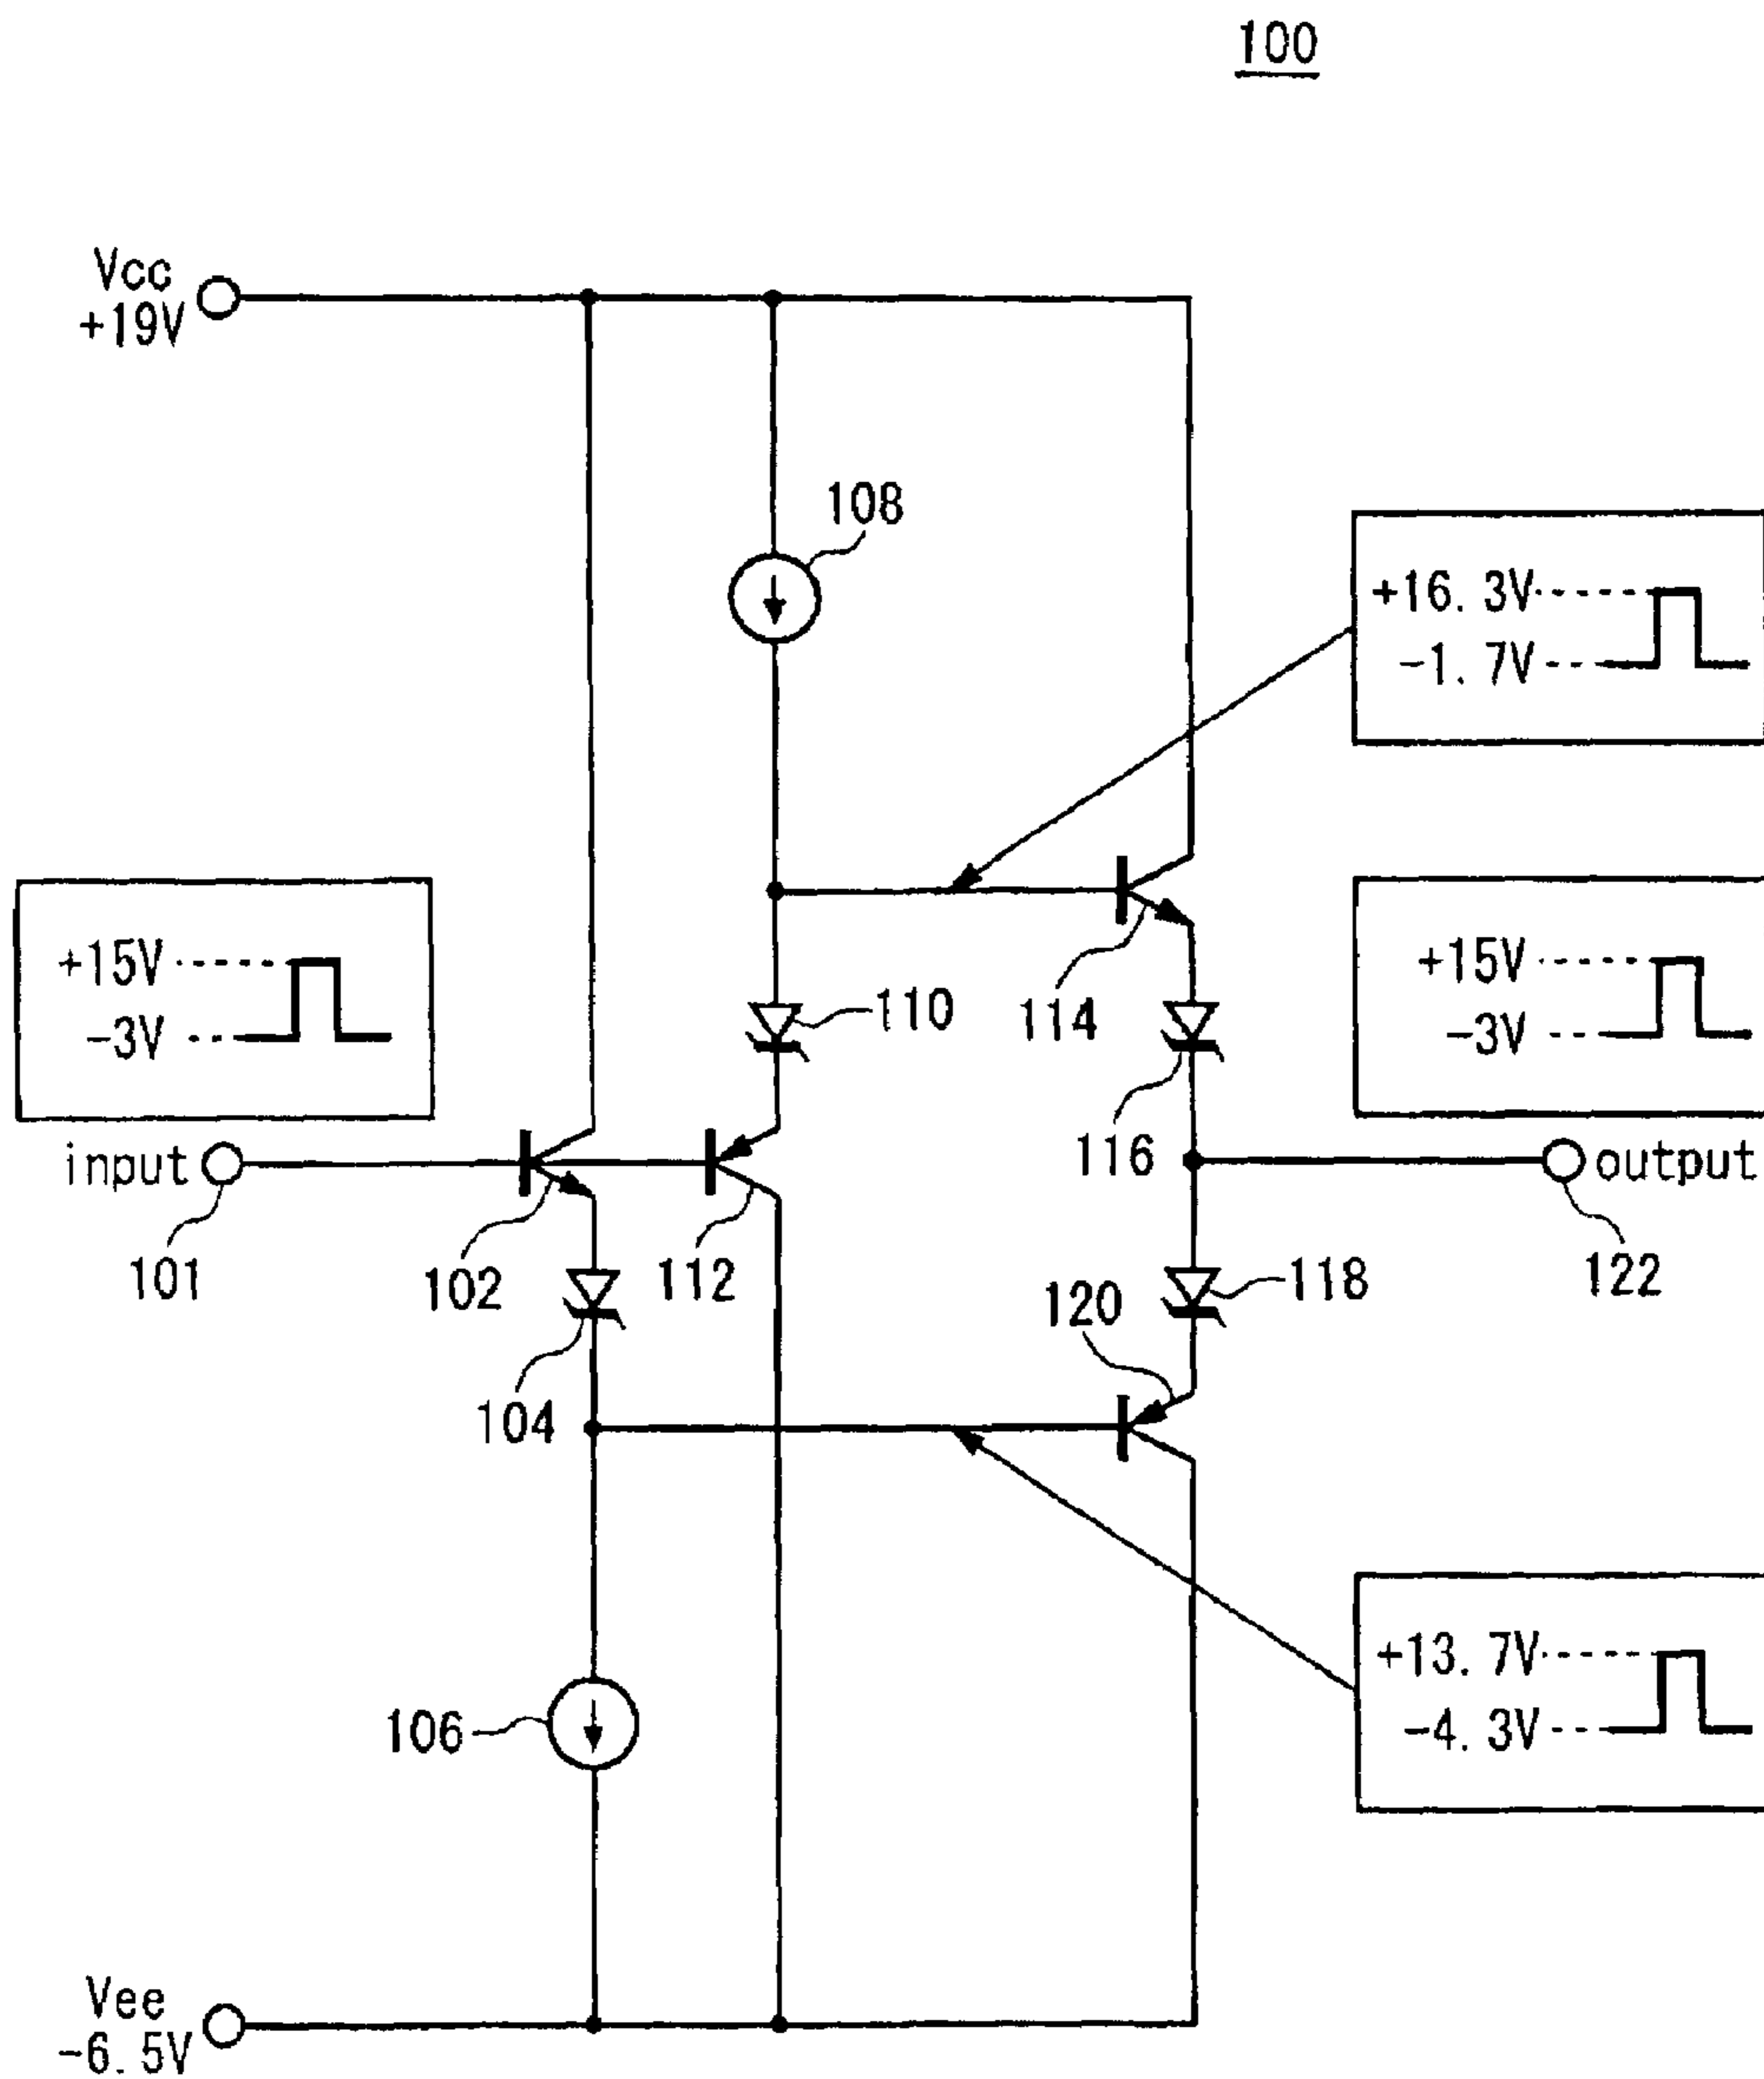 100
Vcc
+19V
108
+16. 3V
-1. 7V
+15V
-3V
110
114
+15V
-3V
116
input
output
101
102
112
120
118
122
104
106
+13. 7V
-4. 3V
Vee
-6. 5V